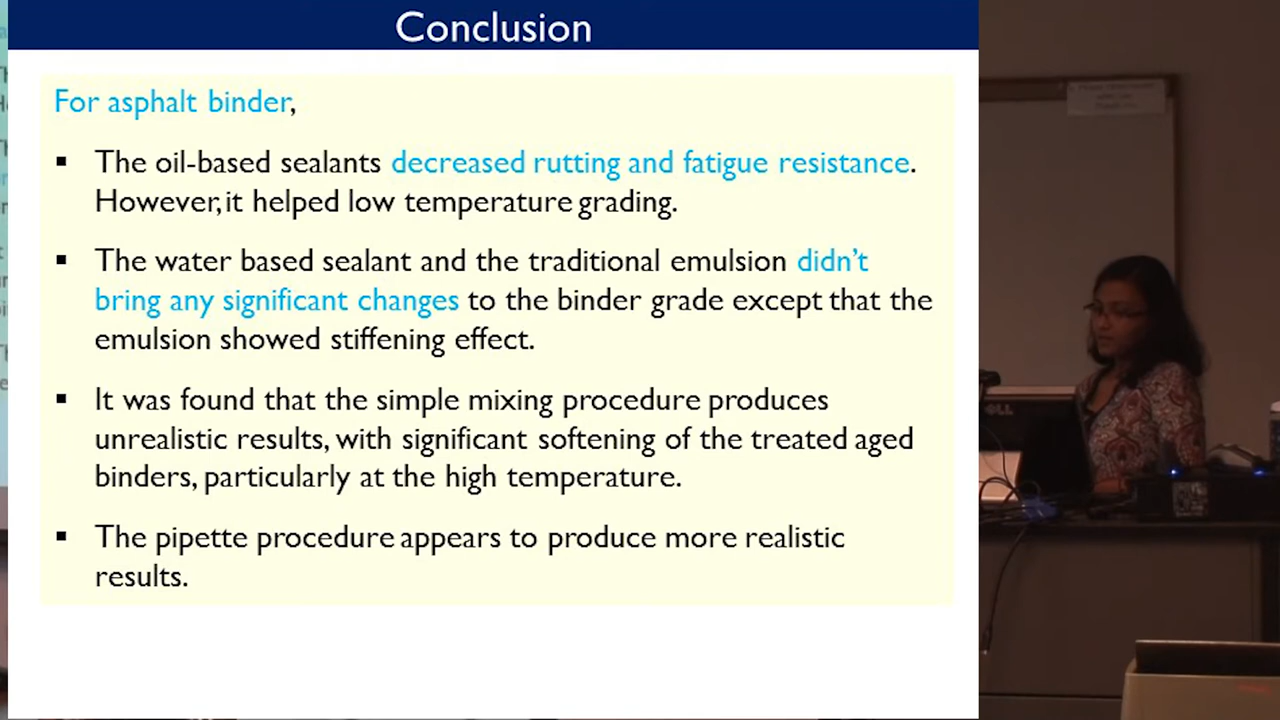 Conclusion
For asphalt binder,
▪ The oil-based sealants decreased rutting and fatigue resistance.
However, it helped low temperature grading.
▪ The water based sealant and the traditional emulsion didn't
bring any significant changes to the binder grade except that the
emulsion showed stiffening effect.
▪ It was found that the simple mixing procedure produces
unrealistic results, with significant softening of the treated aged
binders, particularly at the high temperature.
▪ The pipette procedure appears to produce more realistic
results.
DELL